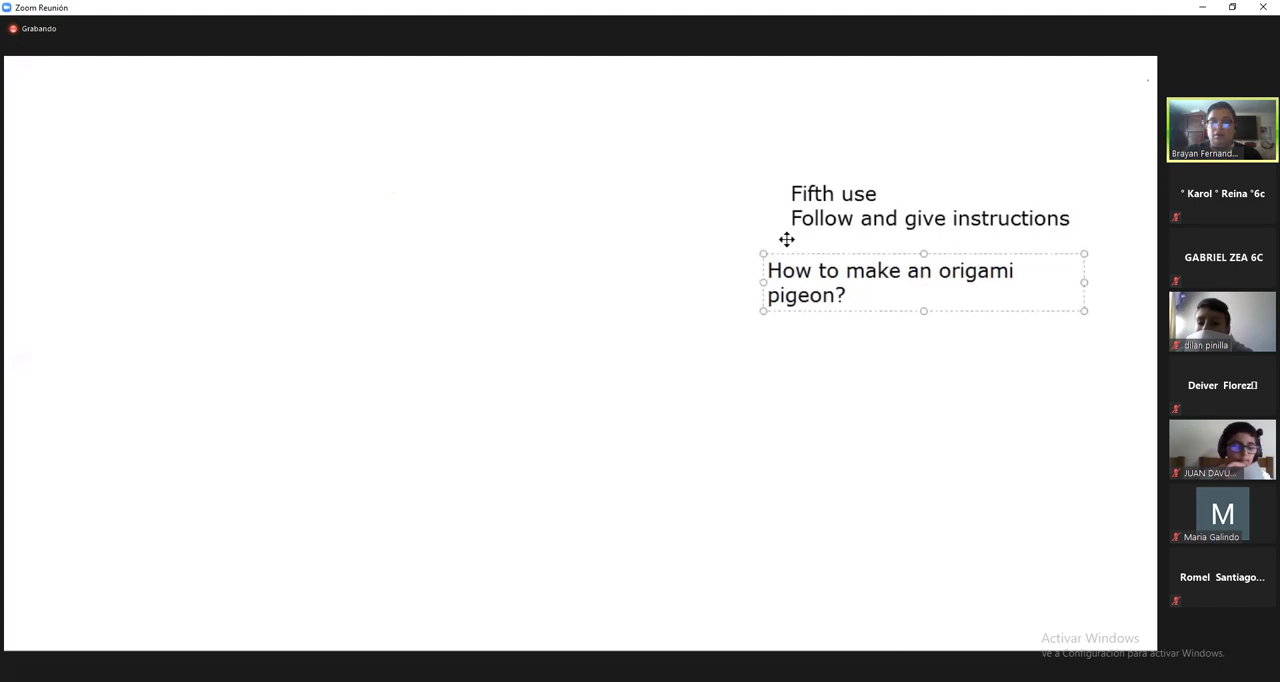 Zoom Reunión
Grabando
Fifth use
Follow and give instructions
How to make an origami
pigeon?
Brayan Fernand...
° Karol ° Reina °6c
GABRIEL ZEA 6C
dilan pinilla
Deiver Florez
JUAN DAVU...
M
Maria Galindo
Romel Santiago...
Activar Windows
Ve a Configuración para activar Windows.